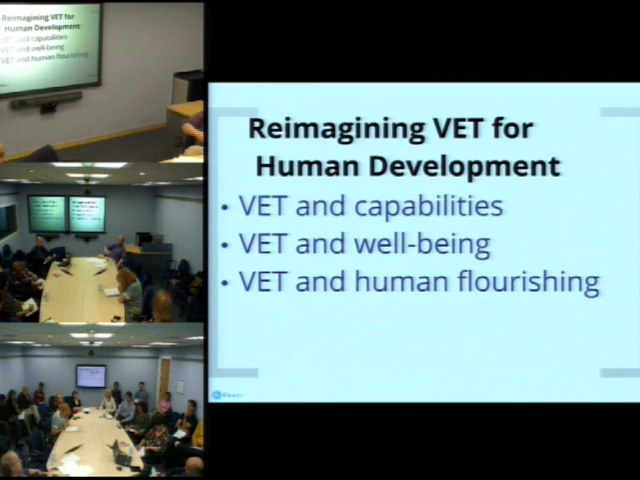 Reimagining VET for
Human Development
VET and capabilities
VET and well-being
VET and human flourishing
Reimagining VET for
Human Development
• VET and capabilities
• VET and well-being
• VET and human flourishing